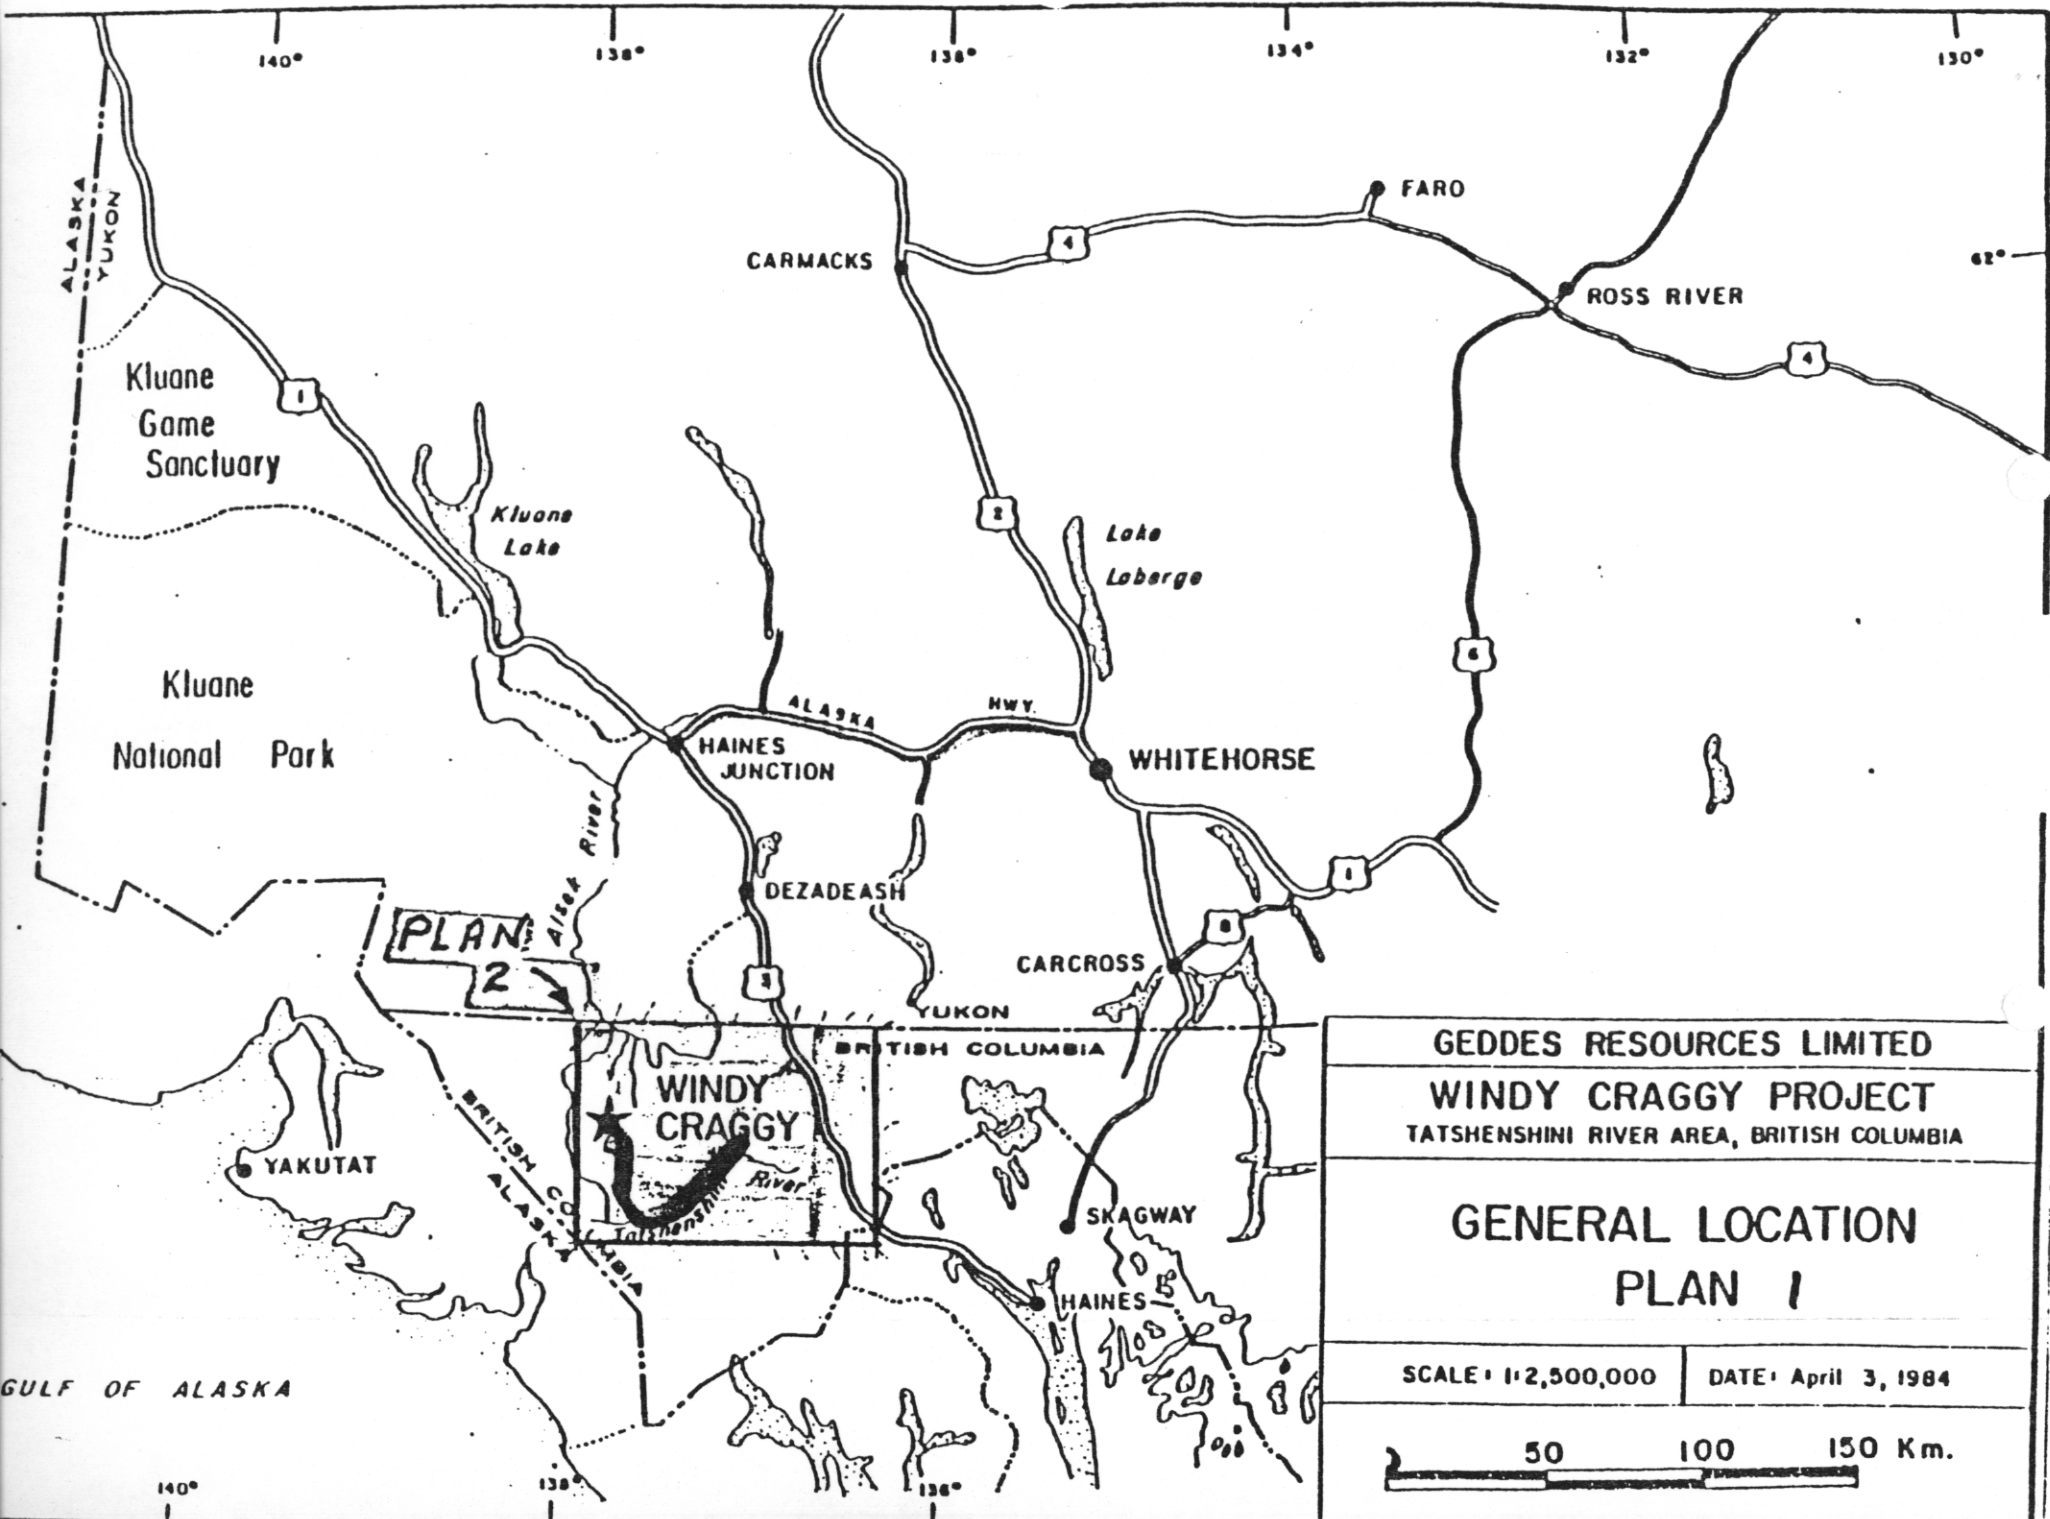 140°
138°
138°
134°
132°
130°
ALASKA
YUKON
FARO
4
CARMACKS
62°
ROSS RIVER
4
Kluane
Game
Sanctuary
1
Kluane
Lake
2
Lake
Laberge
6
Kluane
National Park
ALASKA HWY.
HAINES
JUNCTION
WHITEHORSE
Alsek River
DEZADEASH
1
8
PLAN
2
3
CARCROSS
YUKON
BRITISH COLUMBIA
WINDY
CRAGGY
YAKUTAT
BRITISH COLUMBIA
ALASKA
Tatshenshini River
SKAGWAY
HAINES
GULF OF ALASKA
140°
138°
136°
GEDDES RESOURCES LIMITED
WINDY CRAGGY PROJECT
TATSHENSHINI RIVER AREA, BRITISH COLUMBIA
GENERAL LOCATION
PLAN 1
SCALE: 1:2,500,000
DATE: April 3, 1984
50 100 150 Km.